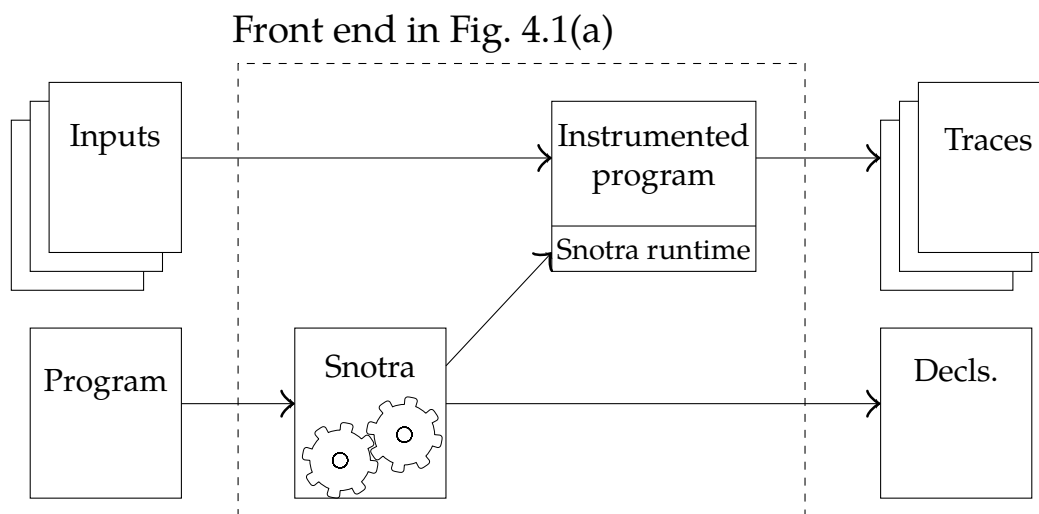 Front end in Fig. 4.1(a)
Inputs
Instrumented
program
Snotra runtime
Traces
Program
Snotra
Decls.